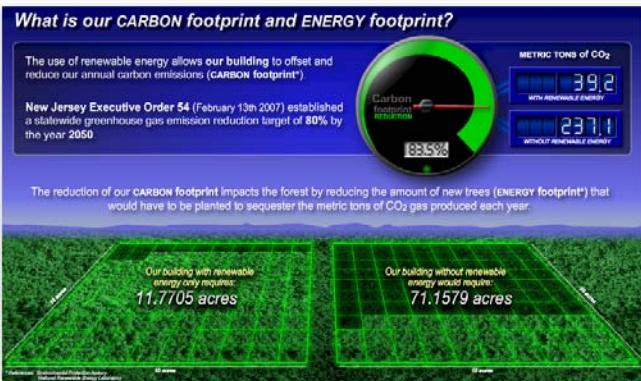 What is our CARBON footprint and ENERGY footprint?
The use of renewable energy allows our building to offset and
reduce our annual carbon emissions (CARBON footprint*).
New Jersey Executive Order 54 (February 13th 2007) established
a statewide greenhouse gas emission reduction target of 80% by
the year 2050.
Carbon
footprint
REDUCTION
83.5%
METRIC TONS of CO2
39.2
WITH RENEWABLE ENERGY
237.1
WITHOUT RENEWABLE ENERGY
The reduction of our CARBON footprint impacts the forest by reducing the amount of new trees (ENERGY footprint*) that
would have to be planted to sequester the metric tons of CO2 gas produced each year.
Our building with renewable
energy only requires:
11.7705 acres
Our building without renewable
energy would require:
71.1579 acres
10 acres
10 acres
* References: Environmental Protection Agency
National Renewable Energy Laboratory